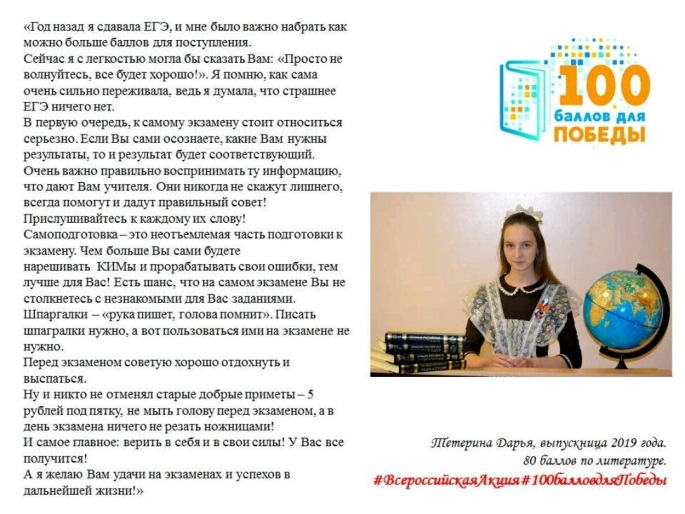 «Год назад я сдавала ЕГЭ, и мне было важно набрать как
можно больше баллов для поступления.
Сейчас я с легкостью могла бы сказать Вам: «Просто не
волнуйтесь, все будет хорошо!». Я помню, как сама
очень сильно переживала, ведь я думала, что страшнее
ЕГЭ ничего нет.
В первую очередь, к самому экзамену стоит относиться
серьезно. Если Вы сами осознаете, какие Вам нужны
результаты, то и результат будет соответствующий.
Очень важно правильно воспринимать ту информацию,
что дают Вам учителя. Они никогда не скажут лишнего,
всегда помогут и дадут правильный совет!
Прислушивайтесь к каждому их слову!
Самоподготовка – это неотъемлемая часть подготовки к
экзамену. Чем больше Вы сами будете
нарешивать КИМы и прорабатывать свои ошибки, тем
лучше для Вас! Есть шанс, что на самом экзамене Вы не
столкнетесь с незнакомыми для Вас заданиями.
Шпаргалки – «рука пишет, голова помнит». Писать
шпагралки нужно, а вот пользоваться ими на экзамене не
нужно.
Перед экзаменом советую хорошо отдохнуть и
выспаться.
Ну и никто не отменял старые добрые приметы – 5
рублей под пятку, не мыть голову перед экзаменом, а в
день экзамена ничего не резать ножницами!
И самое главное: верить в себя и в свои силы! У Вас все
получится!
А я желаю Вам удачи на экзаменах и успехов в
дальнейшей жизни!»
100
баллов для
ПОБЕДЫ
Тетерина Дарья, выпускница 2019 года.
80 баллов по литературе.
#ВсероссийскаяАкция #100балловдляПобеды